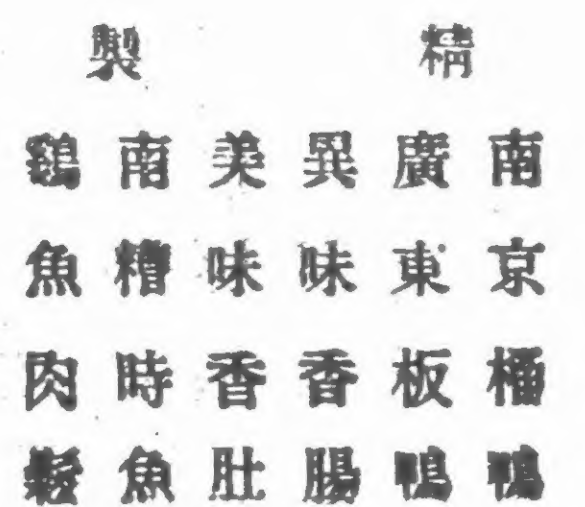 精製
南京桶鴨
廣東板鴨
異味香腸
美味香肚
南糟時魚
鷄魚肉鬆